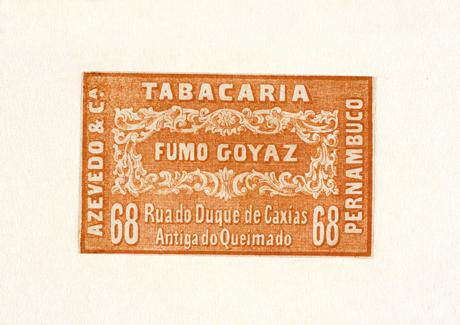 TABACARIA
AZEVEDO & Cª
FUMO GOYAZ
PERNAMBUCO
68 Rua do Duque de Caxias 68
Antiga do Queimado